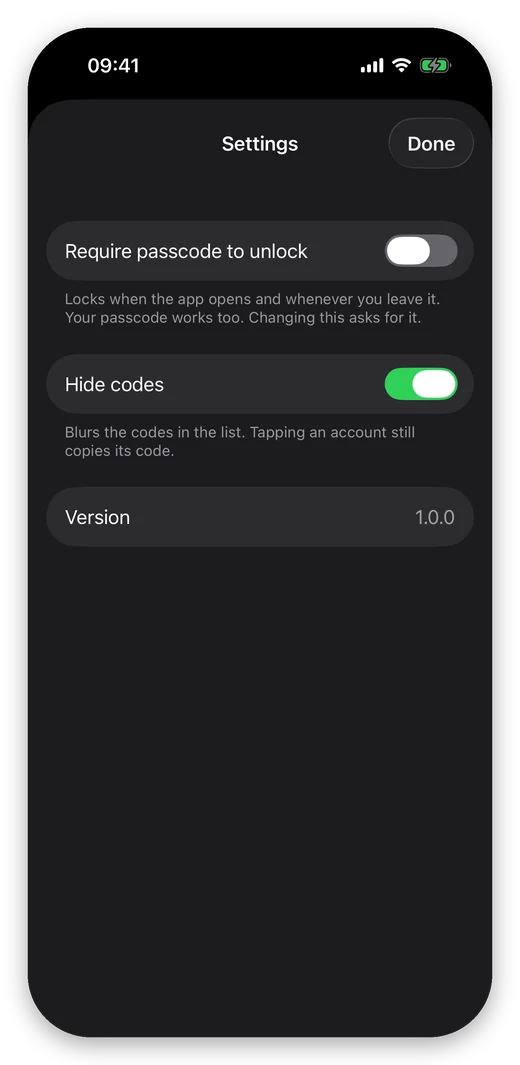 09:41
Settings
Done
Require passcode to unlock
Locks when the app opens and whenever you leave it.
Your passcode works too. Changing this asks for it.
Hide codes
Blurs the codes in the list. Tapping an account still
copies its code.
Version
1.0.0